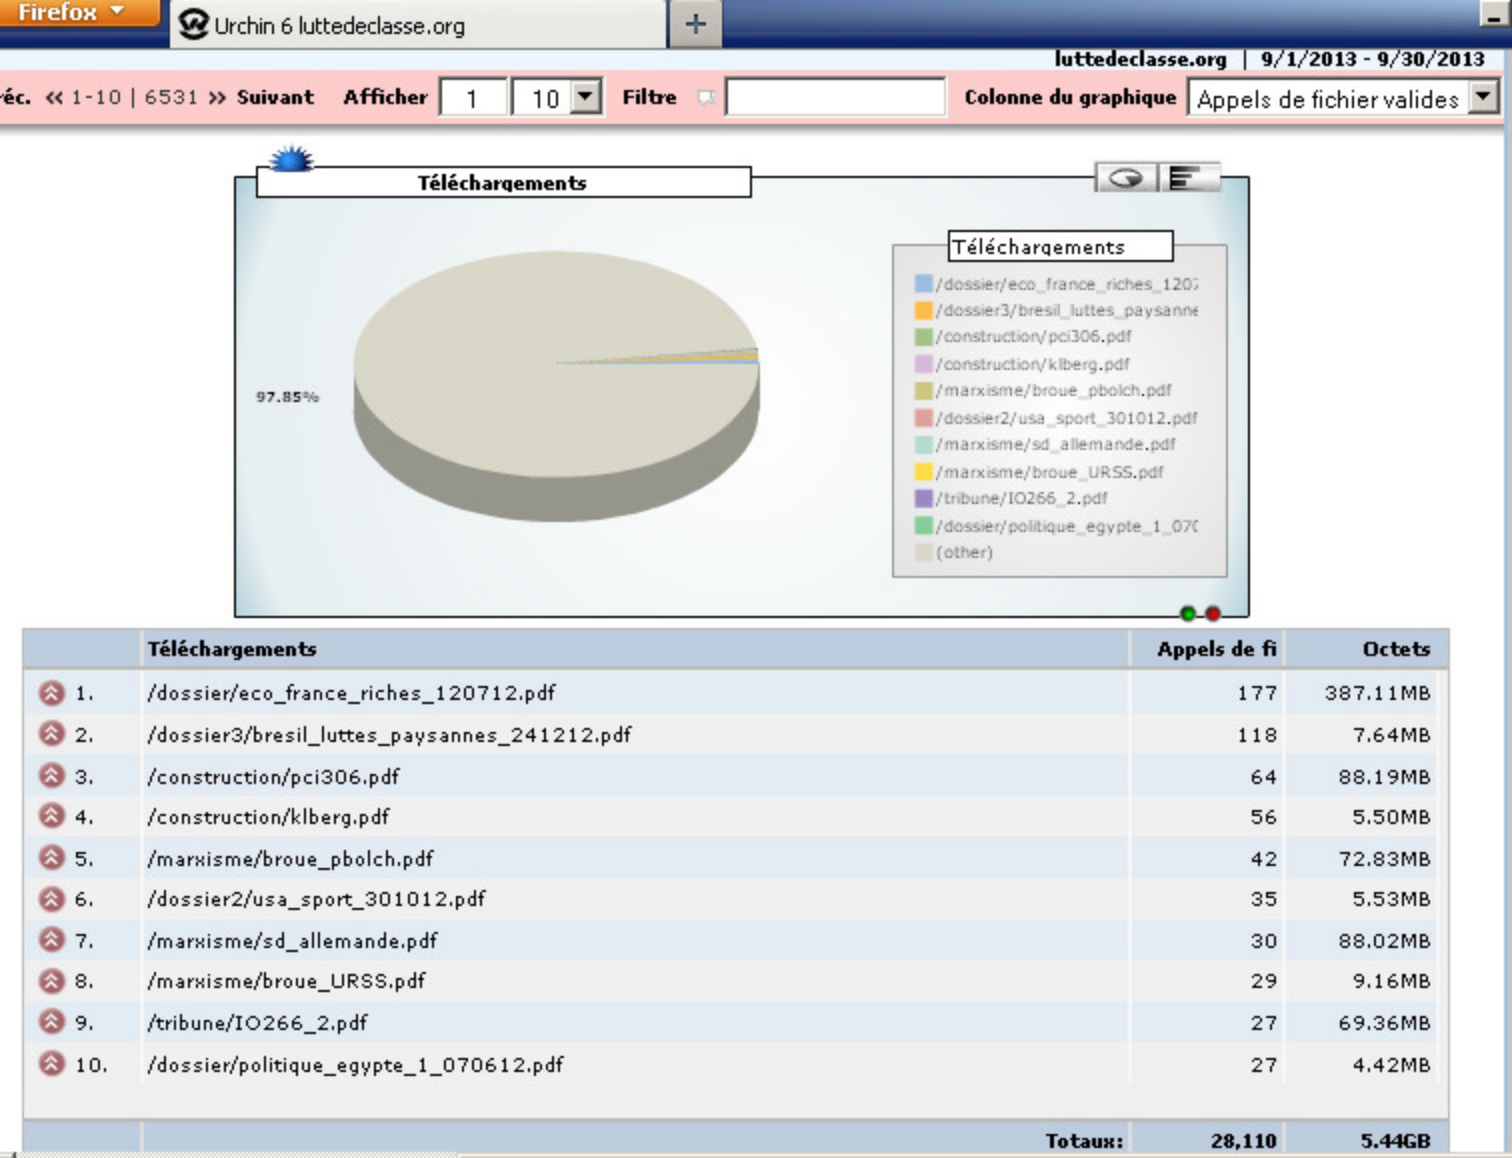 Firefox
Urchin 6 luttedeclasse.org
luttedeclasse.org | 9/1/2013 - 9/30/2013
réc. << 1-10 | 6531 >> Suivant Afficher 1 10 Filtre Colonne du graphique Appels de fichier valides
Téléchargements
Téléchargements
/dossier/eco_france_riches_120
/dossier3/bresil_luttes_paysanne
/construction/pci306.pdf
/construction/klberg.pdf
/marxisme/broue_pbolch.pdf
/dossier2/usa_sport_301012.pdf
/marxisme/sd_allemande.pdf
/marxisme/broue_URSS.pdf
/tribune/IO266_2.pdf
/dossier/politique_egypte_1_07
(other)
97.85%
Téléchargements Appels de fi Octets
1. /dossier/eco_france_riches_120712.pdf 177 387.11MB
2. /dossier3/bresil_luttes_paysannes_241212.pdf 118 7.64MB
3. /construction/pci306.pdf 64 88.19MB
4. /construction/klberg.pdf 56 5.50MB
5. /marxisme/broue_pbolch.pdf 42 72.83MB
6. /dossier2/usa_sport_301012.pdf 35 5.53MB
7. /marxisme/sd_allemande.pdf 30 88.02MB
8. /marxisme/broue_URSS.pdf 29 9.16MB
9. /tribune/IO266_2.pdf 27 69.36MB
10. /dossier/politique_egypte_1_070612.pdf 27 4.42MB
Totaux: 28,110 5.44GB